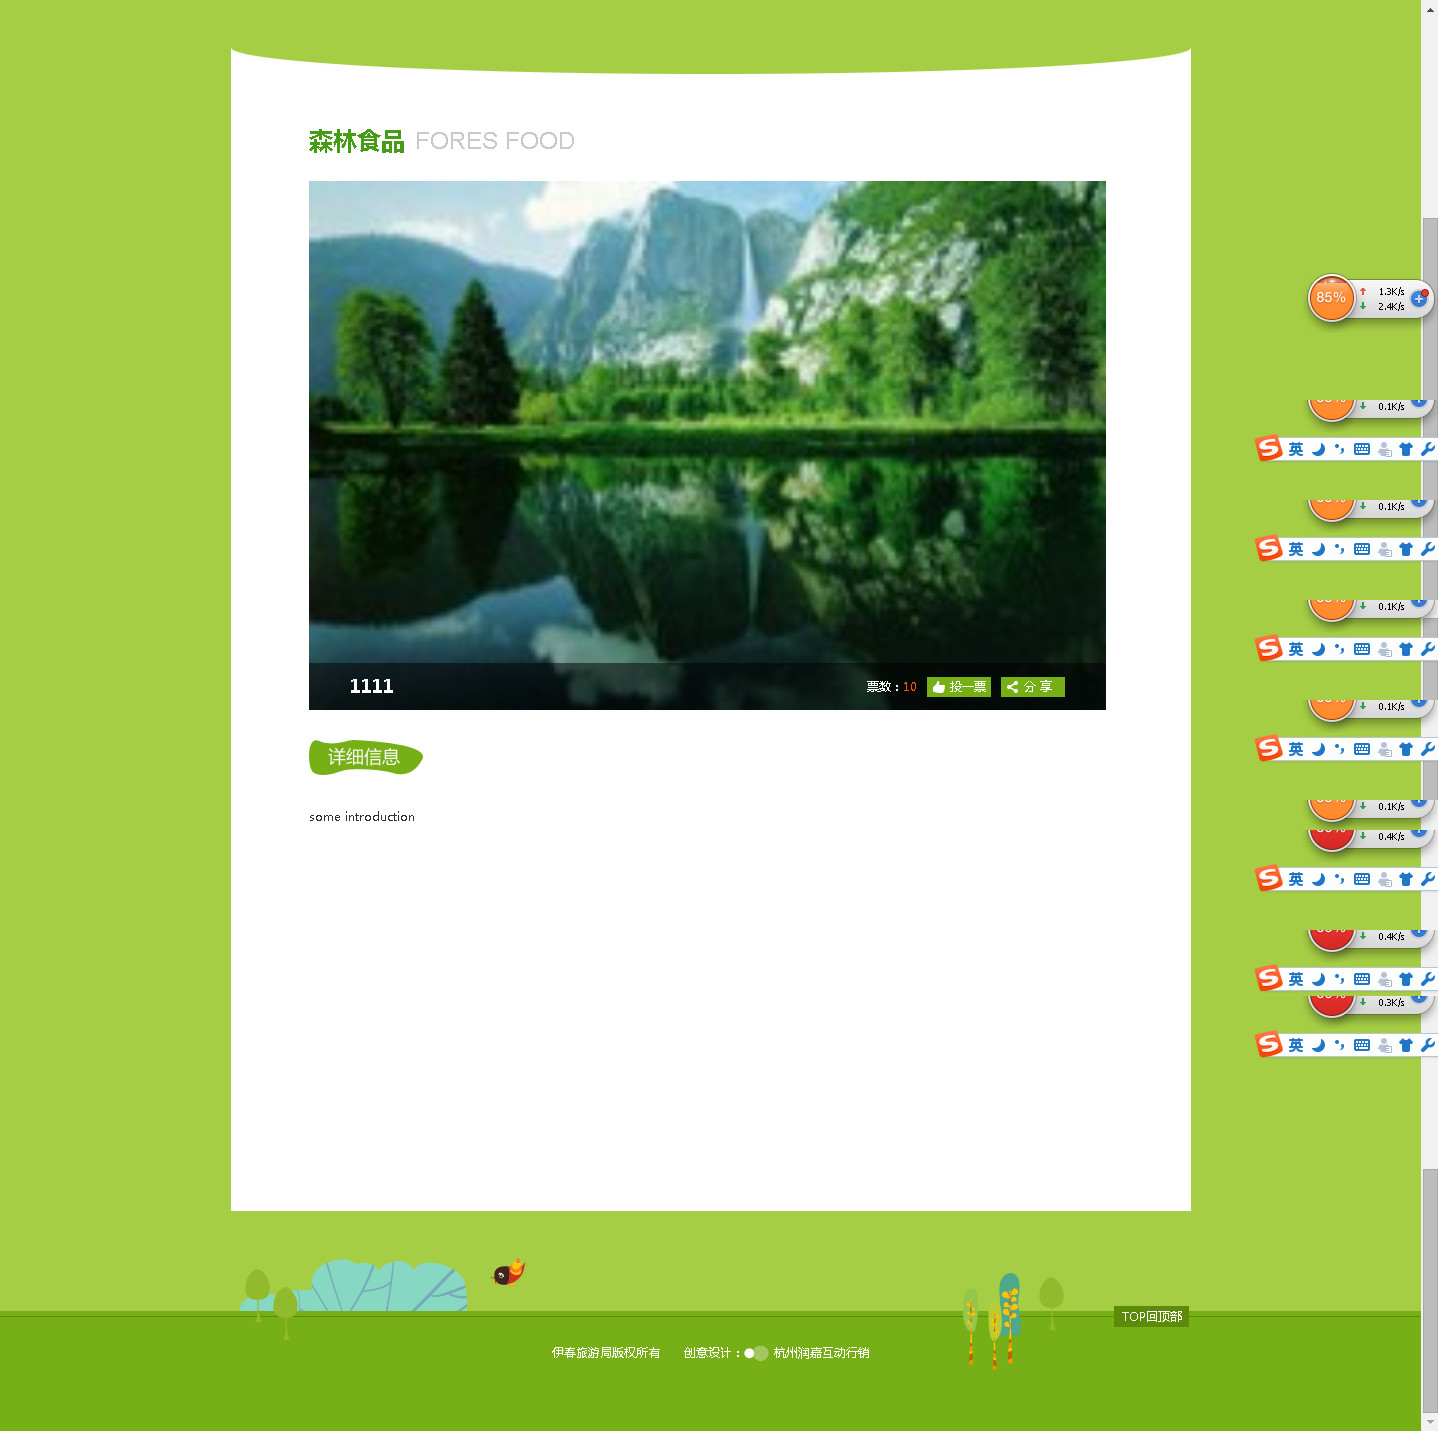 森林食品 FORES FOOD
85%
1.3K/s
2.4K/s
0.1K/s
英
0.1K/s
英
0.1K/s
英
1111
票数：10 投一票 分 享
0.1K/s
英
详细信息
0.1K/s
some introduction
0.4K/s
英
0.4K/s
英
0.3K/s
英
TOP回顶部
伊春旅游局版权所有 创意设计： 杭州润嘉互动行销